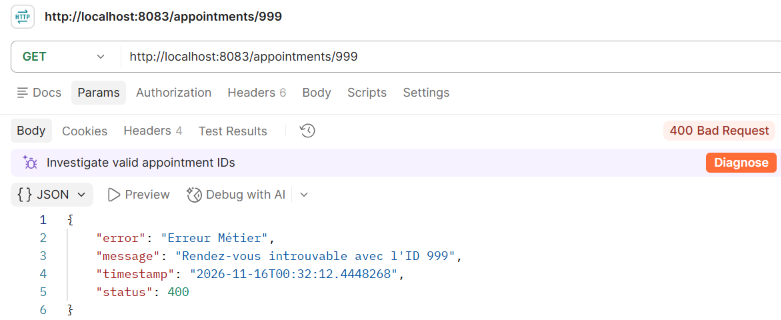 HTTP http://localhost:8083/appointments/999
GET http://localhost:8083/appointments/999
Docs Params Authorization Headers 6 Body Scripts Settings
Body Cookies Headers 4 Test Results 400 Bad Request
Investigate valid appointment IDs Diagnose
{} JSON Preview Debug with AI
1 {
2 "error": "Erreur Métier",
3 "message": "Rendez-vous introuvable avec l'ID 999",
4 "timestamp": "2026-11-16T00:32:12.4448268",
5 "status": 400
6 }